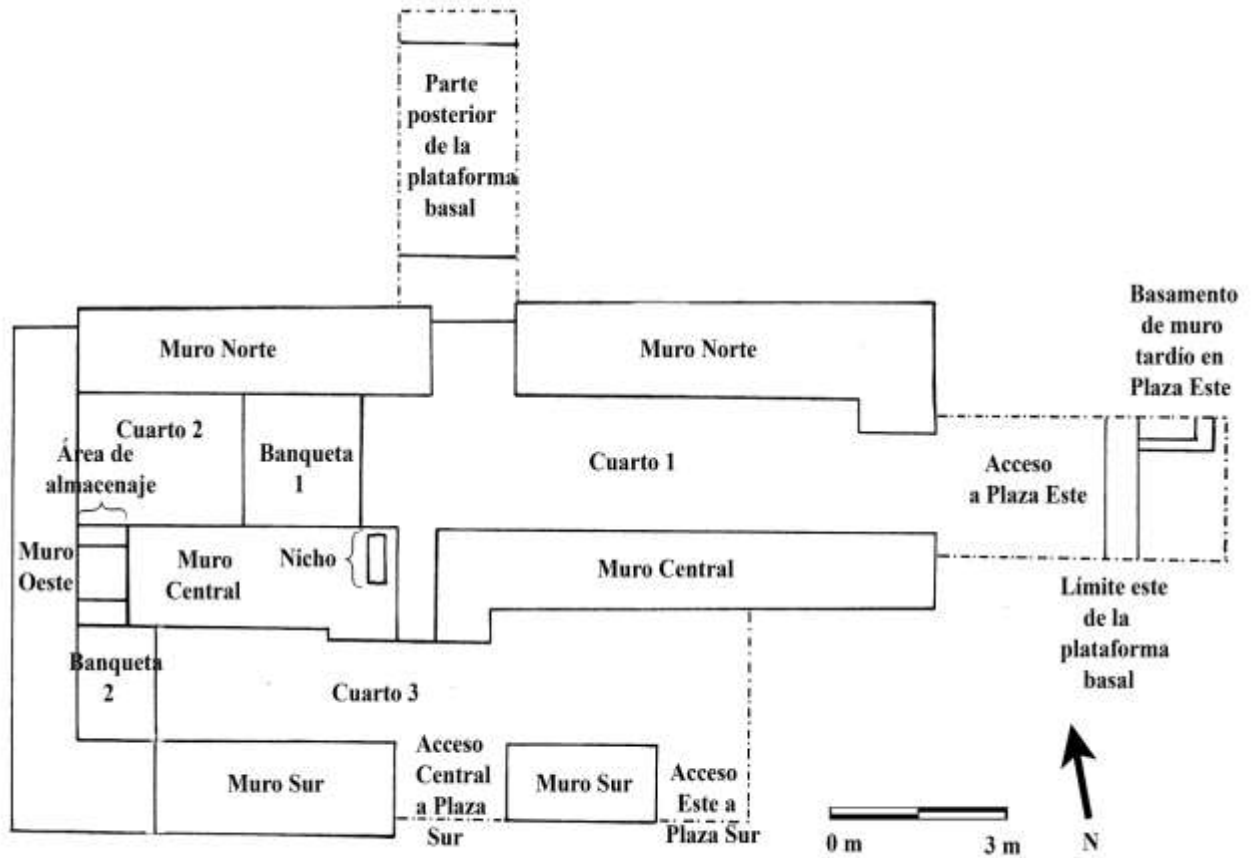 Parte
posterior
de la
plataforma
basal
Basamento
de muro
tardío en
Plaza Este
Muro Norte
Muro Norte
Cuarto 2
Área de
almacenaje
Banqueta
1
Cuarto 1
Acceso
a Plaza Este
Muro
Oeste
Muro
Central
Nicho
Muro Central
Límite este
de la
plataforma
basal
Banqueta
2
Cuarto 3
Muro Sur
Acceso
Central
a Plaza
Sur
Muro Sur
Acceso
Este a
Plaza Sur
0 m
3 m
N